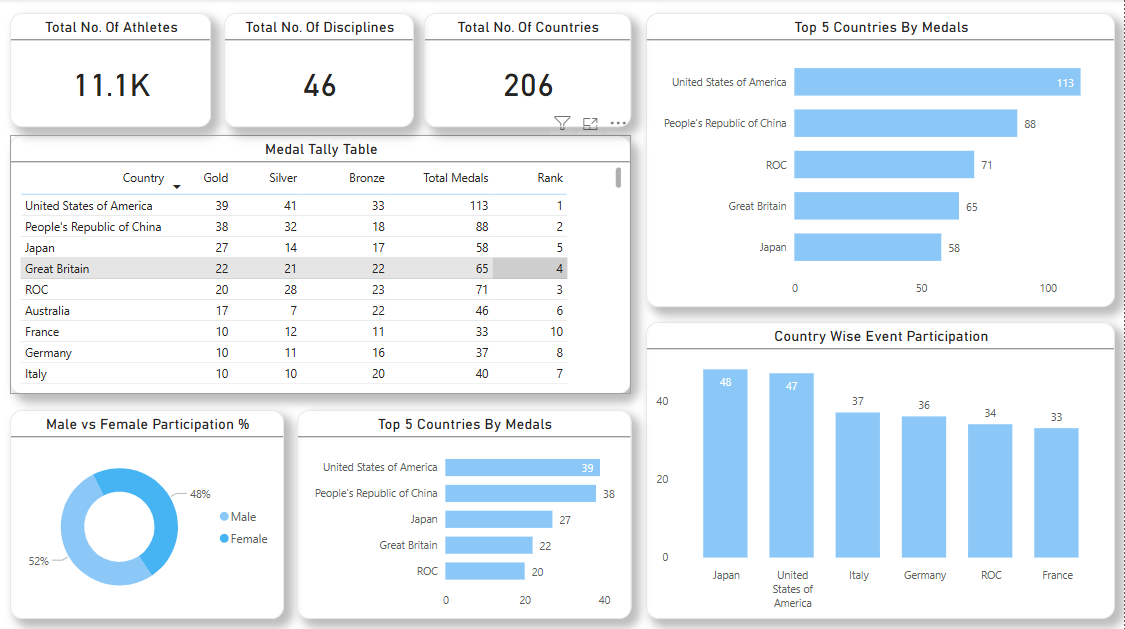 Total No. Of Athletes
11.1K
Total No. Of Disciplines
46
Total No. Of Countries
206
Medal Tally Table
Country Gold Silver Bronze Total Medals Rank
United States of America 39 41 33 113 1
People's Republic of China 38 32 18 88 2
Japan 27 14 17 58 5
Great Britain 22 21 22 65 4
ROC 20 28 23 71 3
Australia 17 7 22 46 6
France 10 12 11 33 10
Germany 10 11 16 37 8
Italy 10 10 20 40 7
Top 5 Countries By Medals
United States of America 113
People's Republic of China 88
ROC 71
Great Britain 65
Japan 58
0 50 100
Male vs Female Participation %
48%
52%
Male
Female
Top 5 Countries By Medals
United States of America 39
People's Republic of China 38
Japan 27
Great Britain 22
ROC 20
0 20 40
Country Wise Event Participation
40
20
0
48 47 37 36 34 33
Japan United States of America Italy Germany ROC France